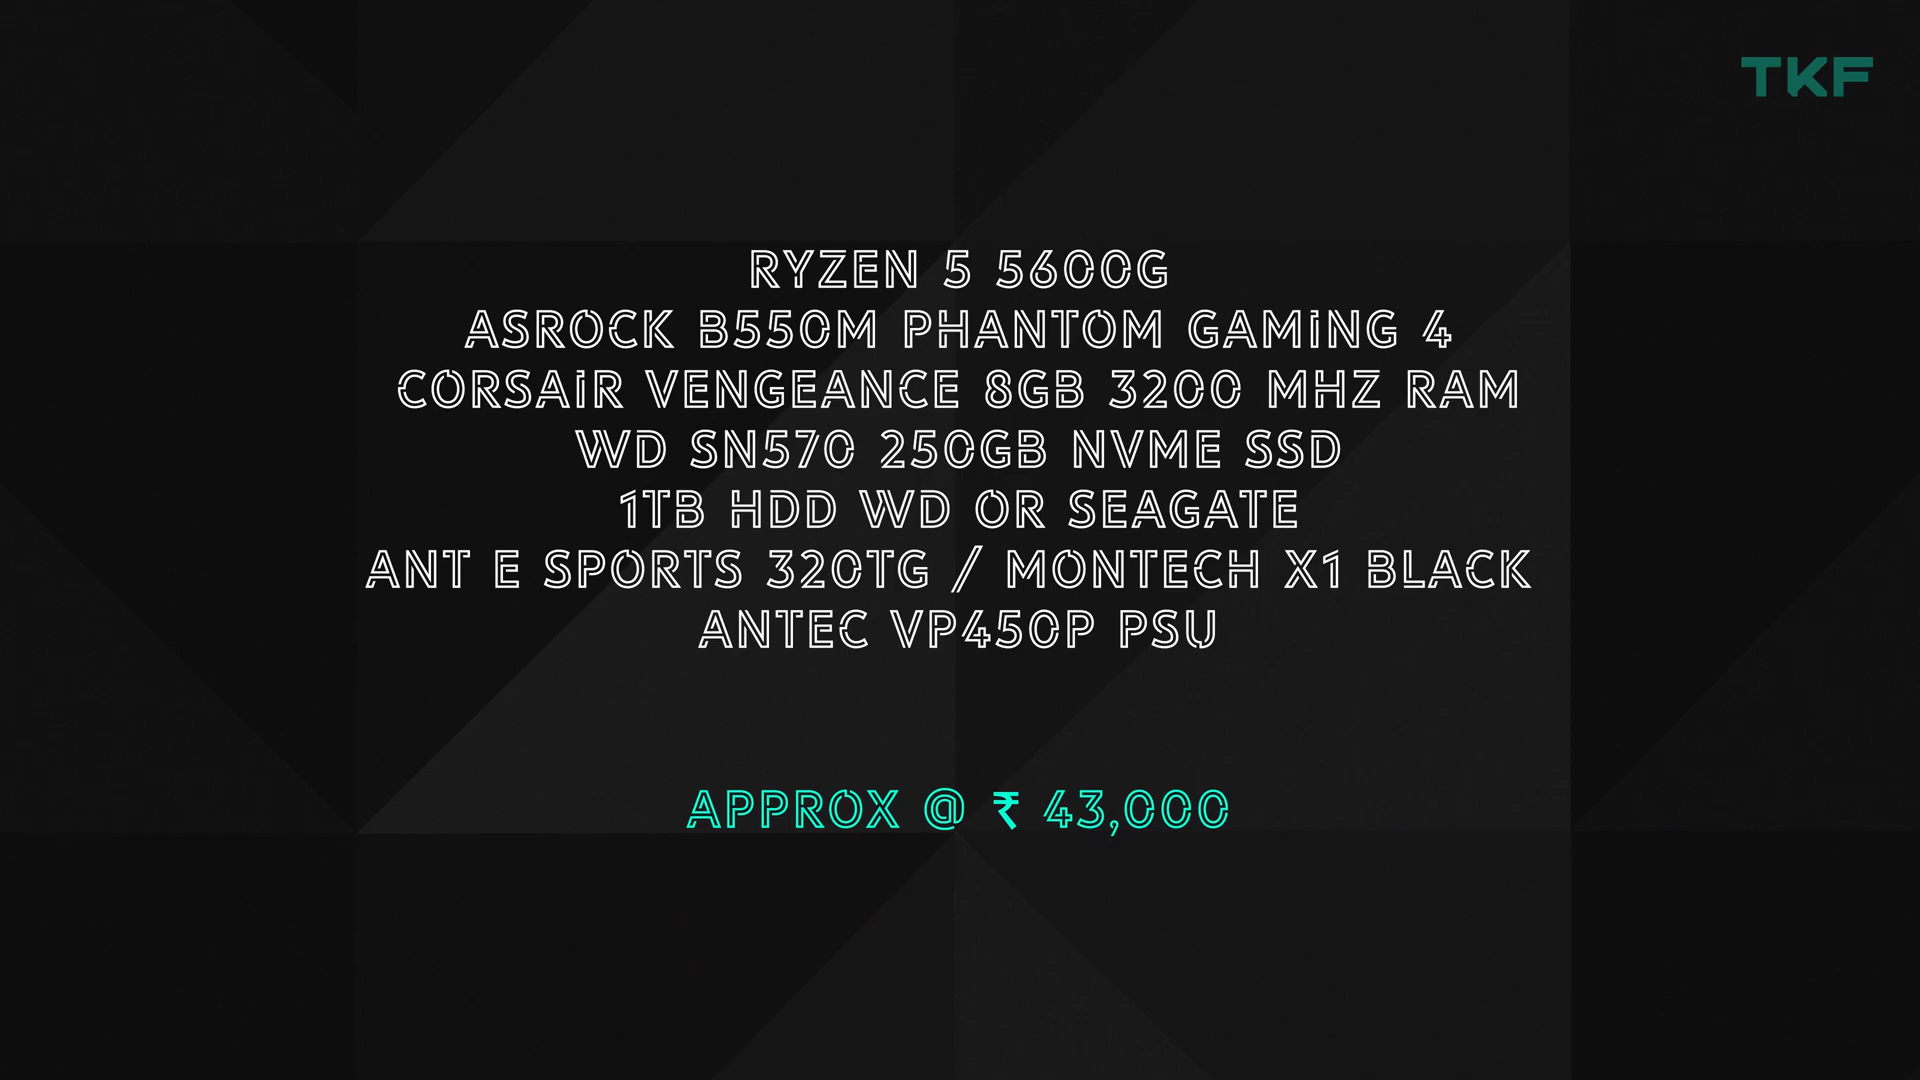 TKF
RYZEN 5 5600G
ASROCK B550M PHANTOM GAMING 4
CORSAIR VENGEANCE 8GB 3200 MHZ RAM
WD SN570 250GB NVME SSD
1TB HDD WD OR SEAGATE
ANT E SPORTS 320TG / MONTECH X1 BLACK
ANTEC VP450P PSU
APPROX @ ₹ 43,000